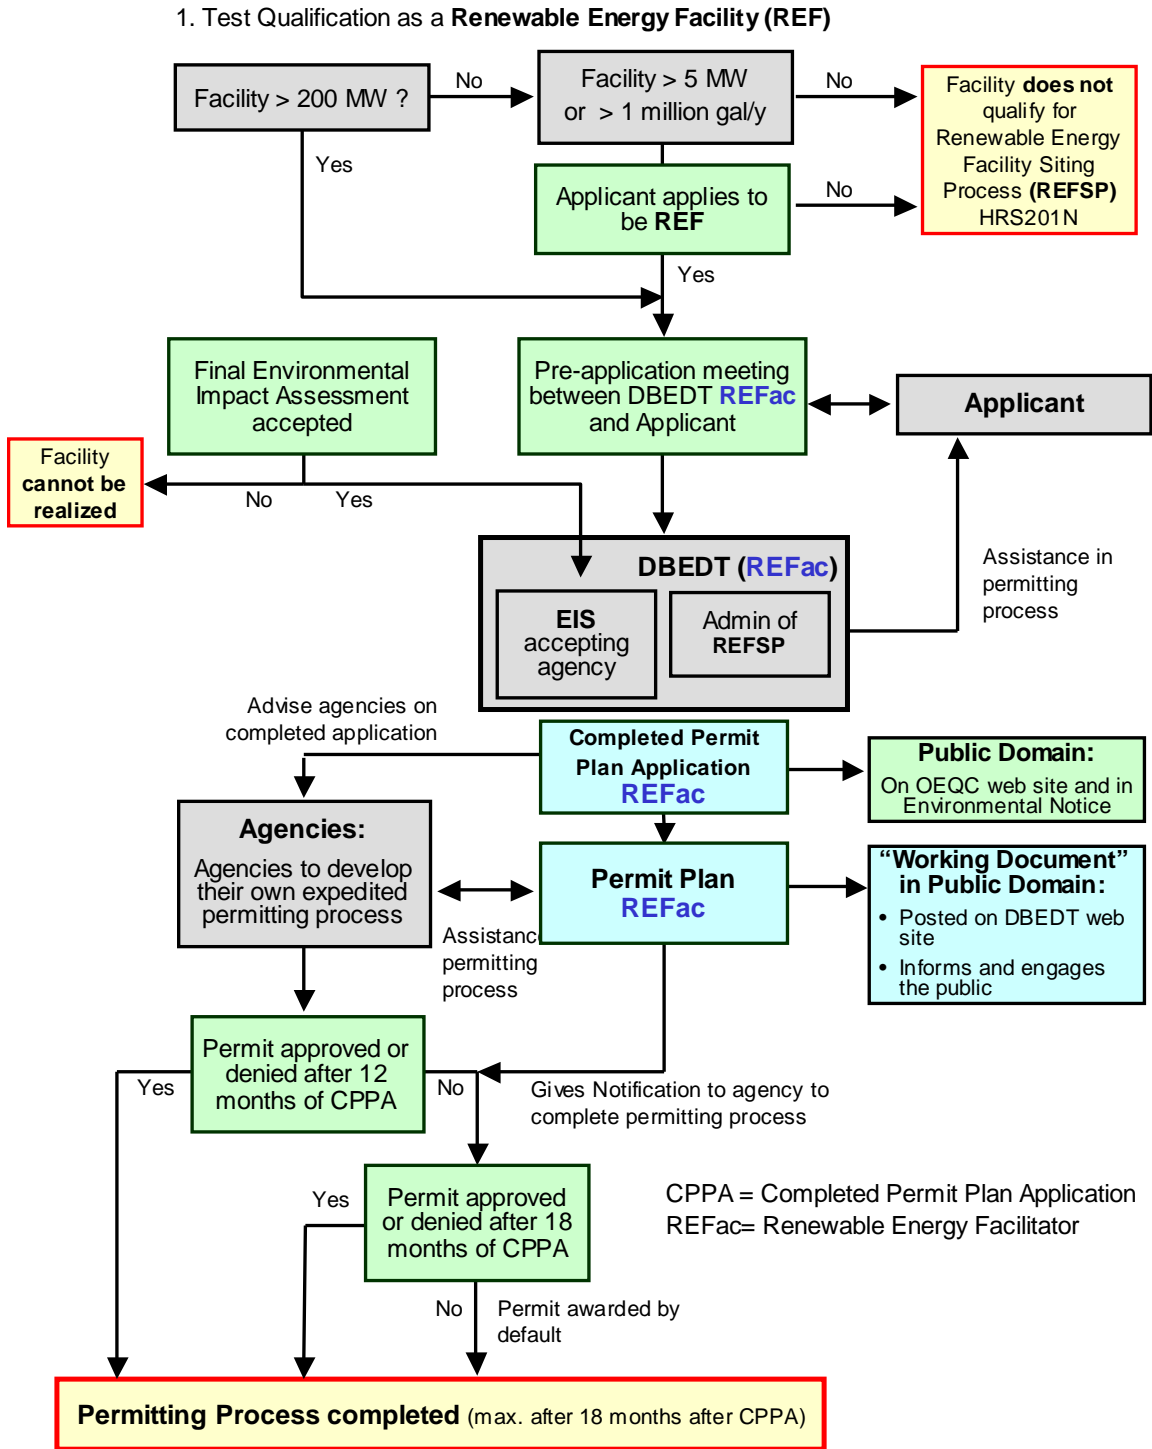 1. Test Qualification as a Renewable Energy Facility (REF)
Facility > 200 MW ?
No
Facility > 5 MW
or > 1 million gal/y
No
Facility does not
qualify for
Renewable Energy
Facility Siting
Process (REFSP)
HRS201N
Yes
Applicant applies to
be REF
No
Yes
Final Environmental
Impact Assessment
accepted
Pre-application meeting
between DBEDT REFac
and Applicant
Applicant
Facility
cannot be
realized
No
Yes
DBEDT (REFac)
EIS
accepting
agency
Admin of
REFSP
Assistance in
permitting
process
Advise agencies on
completed application
Completed Permit
Plan Application
REFac
Public Domain:
On OEQC web site and in
Environmental Notice
Agencies:
Agencies to develop
their own expedited
permitting process
Permit Plan
REFac
“Working Document”
in Public Domain:
• Posted on DBEDT web
site
• Informs and engages
the public
Assistanc
permitting
process
Permit approved or
denied after 12
months of CPPA
Yes
No
Gives Notification to agency to
complete permitting process
Yes
Permit approved
or denied after 18
months of CPPA
CPPA = Completed Permit Plan Application
REFac= Renewable Energy Facilitator
No
Permit awarded by
default
Permitting Process completed (max. after 18 months after CPPA)